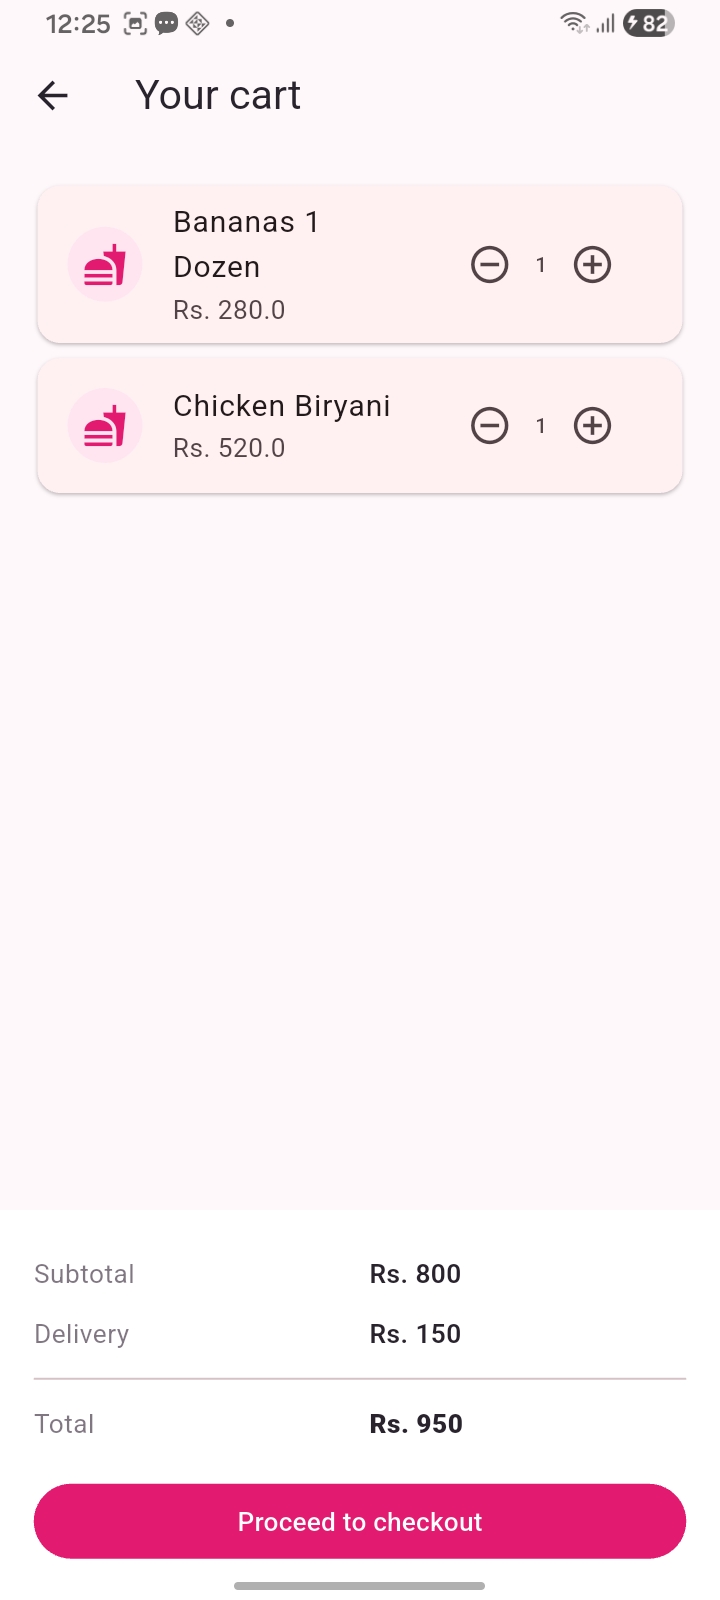 12:25
82
Your cart
Bananas 1
Dozen
Rs. 280.0
1
Chicken Biryani
Rs. 520.0
1
Subtotal Rs. 800
Delivery Rs. 150
Total Rs. 950
Proceed to checkout